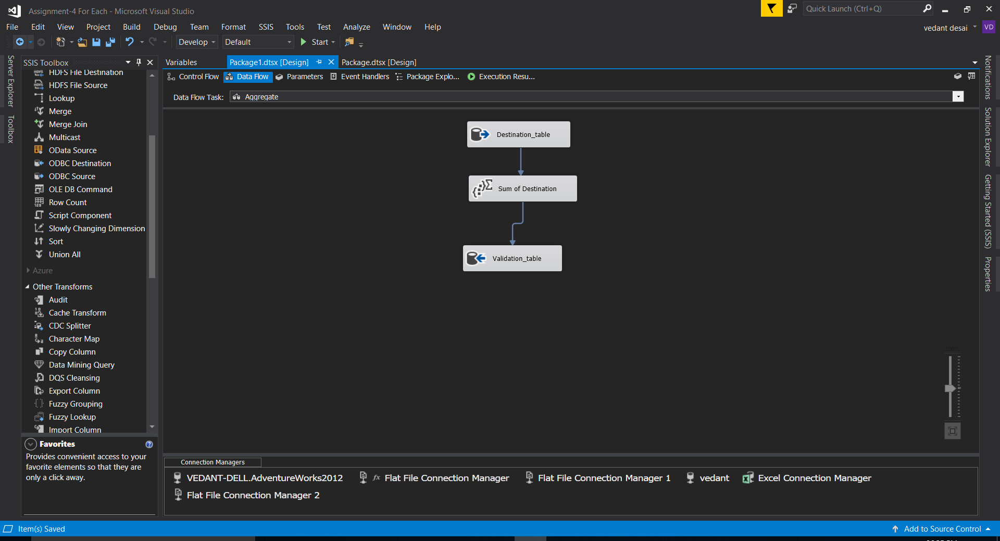 Assignment-4 For Each - Microsoft Visual Studio
Quick Launch (Ctrl+Q)
File Edit View Project Build Debug Team Format SSIS Tools Test Analyze Window Help
vedant desai VD
Develop Default Start
Server Explorer
Toolbox
SSIS Toolbox
HDFS File Destination
HDFS File Source
Lookup
Merge
Merge Join
Multicast
OData Source
ODBC Destination
ODBC Source
OLE DB Command
Row Count
Script Component
Slowly Changing Dimension
Sort
Union All
Azure
Other Transforms
Audit
Cache Transform
CDC Splitter
Character Map
Copy Column
Data Mining Query
DQS Cleansing
Export Column
Fuzzy Grouping
Fuzzy Lookup
Import Column
Favorites
Provides convenient access to your
favorite elements so that they are
only a click away.
Variables Package1.dtsx [Design] Package.dtsx [Design]
Control Flow Data Flow Parameters Event Handlers Package Explo... Execution Resu...
Data Flow Task: Aggregate
Destination_table
Sum of Destination
Validation_table
100%
Connection Managers
VEDANT-DELL.AdventureWorks2012 fx Flat File Connection Manager Flat File Connection Manager 1 vedant Excel Connection Manager
Flat File Connection Manager 2
Notifications
Solution Explorer
Getting Started (SSIS)
Properties
Item(s) Saved
Add to Source Control